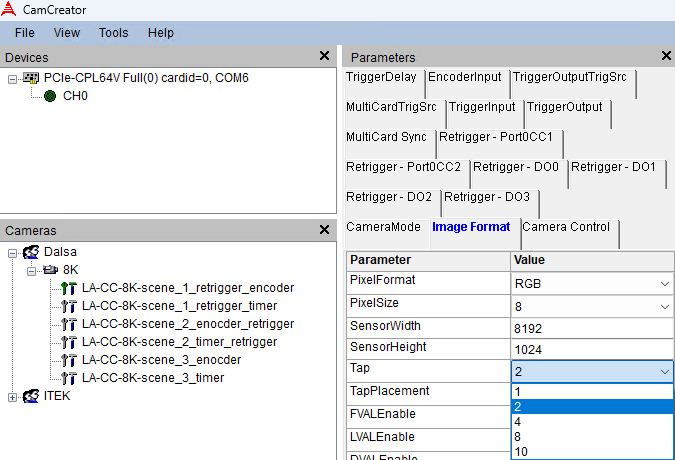 CamCreator
File View Tools Help
Devices
PCIe-CPL64V Full(0) cardid=0, COM6
CH0
Cameras
Dalsa
8K
LA-CC-8K-scene_1_retrigger_encoder
LA-CC-8K-scene_1_retrigger_timer
LA-CC-8K-scene_2_enocder_retrigger
LA-CC-8K-scene_2_timer_retrigger
LA-CC-8K-scene_3_enocder
LA-CC-8K-scene_3_timer
ITEK
Parameters
TriggerDelay EncoderInput TriggerOutputTrigSrc
MultiCardTrigSrc TriggerInput TriggerOutput
MultiCard Sync Retrigger - Port0CC1
Retrigger - Port0CC2 Retrigger - DO0 Retrigger - DO1
Retrigger - DO2 Retrigger - DO3
CameraMode Image Format Camera Control
Parameter Value
PixelFormat RGB
PixelSize 8
SensorWidth 8192
SensorHeight 1024
Tap 2
TapPlacement 1
2
FVALEnable 4
LVALEnable 8
DVALEnable 10